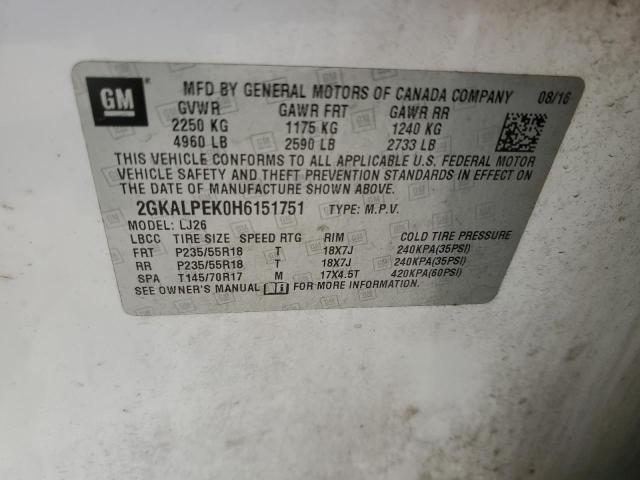 GM MFD BY GENERAL MOTORS OF CANADA COMPANY 08/16
GVWR GAWR FRT GAWR RR
2250 KG 1175 KG 1240 KG
4960 LB 2590 LB 2733 LB
THIS VEHICLE CONFORMS TO ALL APPLICABLE U.S. FEDERAL MOTOR
VEHICLE SAFETY AND THEFT PREVENTION STANDARDS IN EFFECT ON
THE DATE OF MANUFACTURE SHOWN ABOVE.
2GKALPEK0H6151751 TYPE: M.P.V.
MODEL: LJ26
LBCC TIRE SIZE SPEED RTG RIM COLD TIRE PRESSURE
FRT P235/55R18 T 18X7J 240KPA(35PSI)
RR P235/55R18 T 18X7J 240KPA(35PSI)
SPA T145/70R17 M 17X4.5T 420KPA(60PSI)
SEE OWNER'S MANUAL FOR MORE INFORMATION.